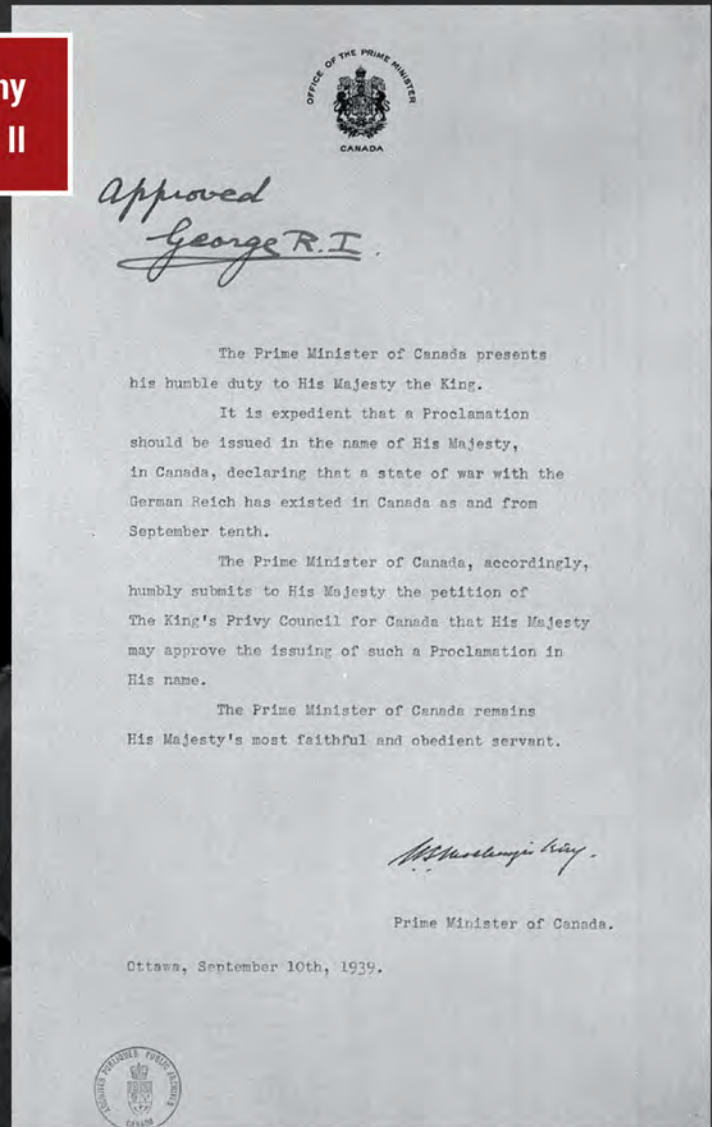 ny
II
OFFICE OF THE PRIME MINISTER
CANADA
Approved
George R.I.
The Prime Minister of Canada presents
his humble duty to His Majesty the King.
It is expedient that a Proclamation
should be issued in the name of His Majesty,
in Canada, declaring that a state of war with the
German Reich has existed in Canada as and from
September tenth.
The Prime Minister of Canada, accordingly,
humbly submits to His Majesty the petition of
The King's Privy Council for Canada that His Majesty
may approve the issuing of such a Proclamation in
His name.
The Prime Minister of Canada remains
His Majesty's most faithful and obedient servant.
W L Mackenzie King.
Prime Minister of Canada.
Ottawa, September 10th, 1939.
ARCHIVES PUBLIQUES PUBLIC ARCHIVES
CANADA